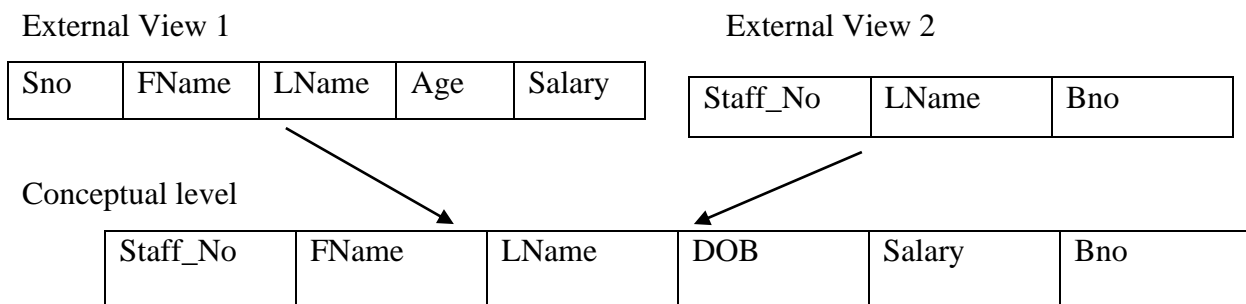 External View 1
External View 2
Sno FName LName Age Salary
Staff_No LName Bno
Conceptual level
Staff_No FName LName DOB Salary Bno